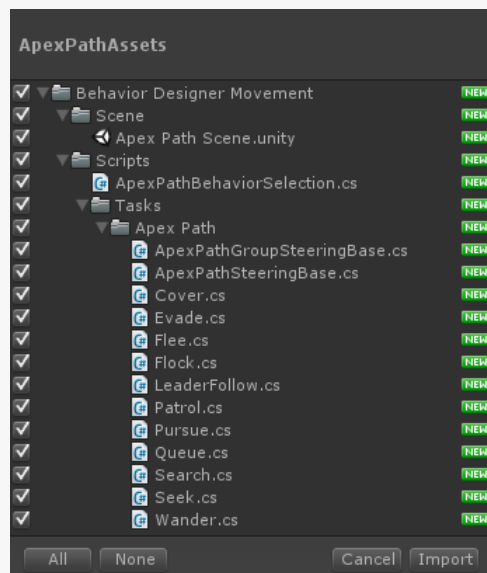 ApexPathAssets
Behavior Designer Movement NEW
Scene NEW
Apex Path Scene.unity NEW
Scripts NEW
ApexPathBehaviorSelection.cs NEW
Tasks NEW
Apex Path NEW
ApexPathGroupSteeringBase.cs NEW
ApexPathSteeringBase.cs NEW
Cover.cs NEW
Evade.cs NEW
Flee.cs NEW
Flock.cs NEW
LeaderFollow.cs NEW
Patrol.cs NEW
Pursue.cs NEW
Queue.cs NEW
Search.cs NEW
Seek.cs NEW
Wander.cs NEW
All None Cancel Import